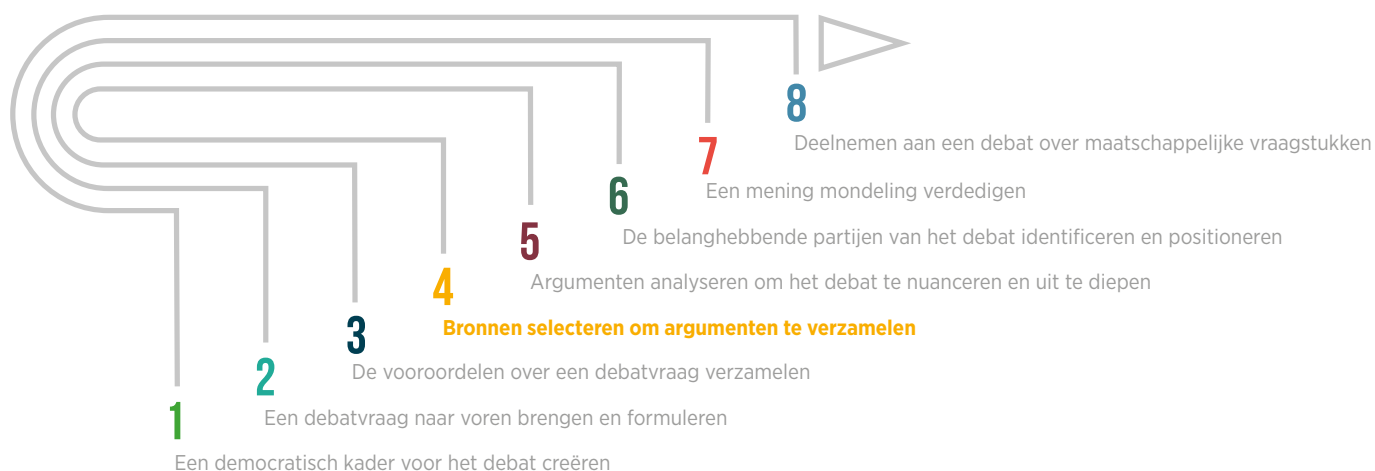 8
Deelnemen aan een debat over maatschappelijke vraagstukken
7
Een mening mondeling verdedigen
6
De belanghebbende partijen van het debat identificeren en positioneren
5
Argumenten analyseren om het debat te nuanceren en uit te diepen
4
Bronnen selecteren om argumenten te verzamelen
3
De vooroordelen over een debatvraag verzamelen
2
Een debatvraag naar voren brengen en formuleren
1
Een democratisch kader voor het debat creëren